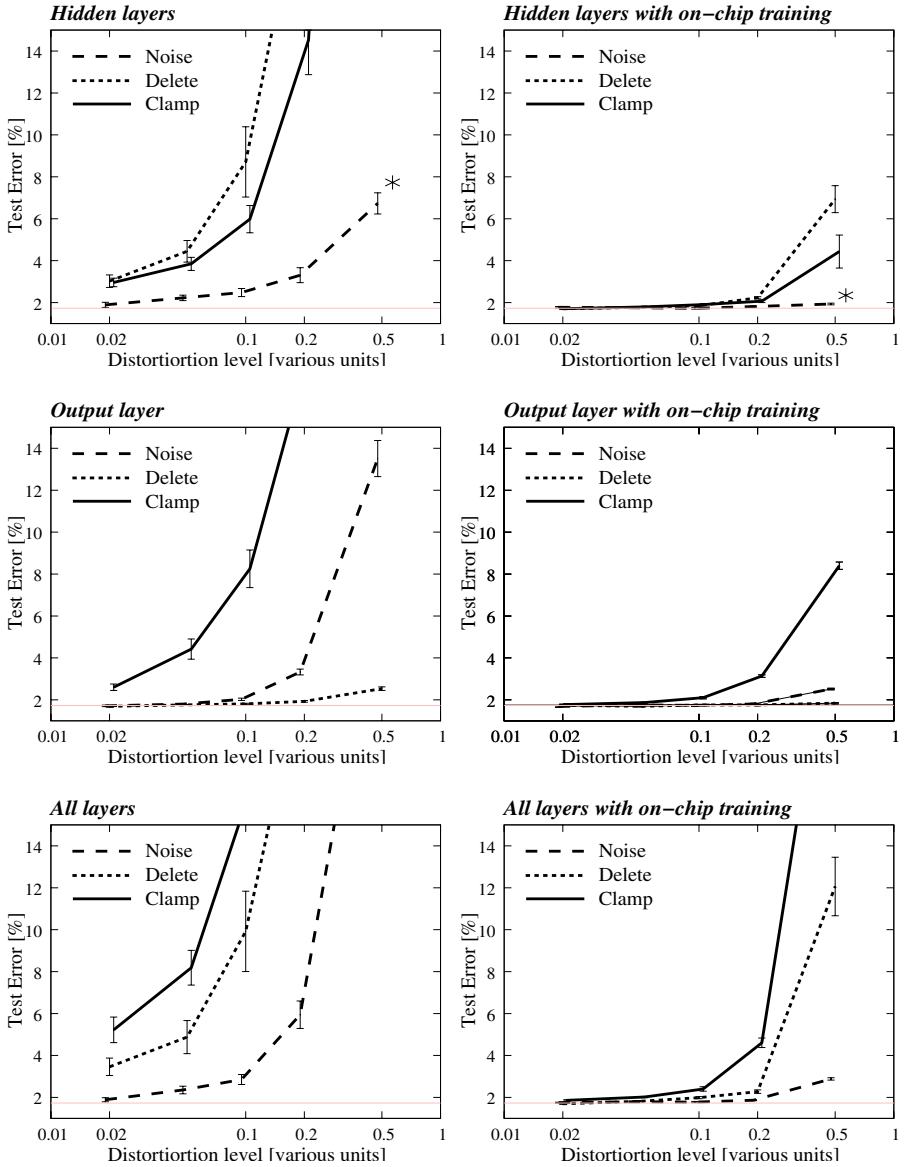 Hidden layers
Noise
Delete
Clamp
14
12
10
8
6
4
2
Test Error [%]
*
0.01 0.02 0.1 0.2 0.5 1
Distortiortion level [various units]
Hidden layers with on-chip training
Noise
Delete
Clamp
14
12
10
8
6
4
2
Test Error [%]
*
0.01 0.02 0.1 0.2 0.5 1
Distortiortion level [various units]
Output layer
Noise
Delete
Clamp
14
12
10
8
6
4
2
Test Error [%]
0.01 0.02 0.1 0.2 0.5 1
Distortiortion level [various units]
Output layer with on-chip training
Noise
Delete
Clamp
14
12
10
8
6
4
2
Test Error [%]
0.01 0.02 0.1 0.2 0.5 1
Distortiortion level [various units]
All layers
Noise
Delete
Clamp
14
12
10
8
6
4
2
Test Error [%]
0.01 0.02 0.1 0.2 0.5 1
Distortiortion level [various units]
All layers with on-chip training
Noise
Delete
Clamp
14
12
10
8
6
4
2
Test Error [%]
0.01 0.02 0.1 0.2 0.5 1
Distortiortion level [various units]